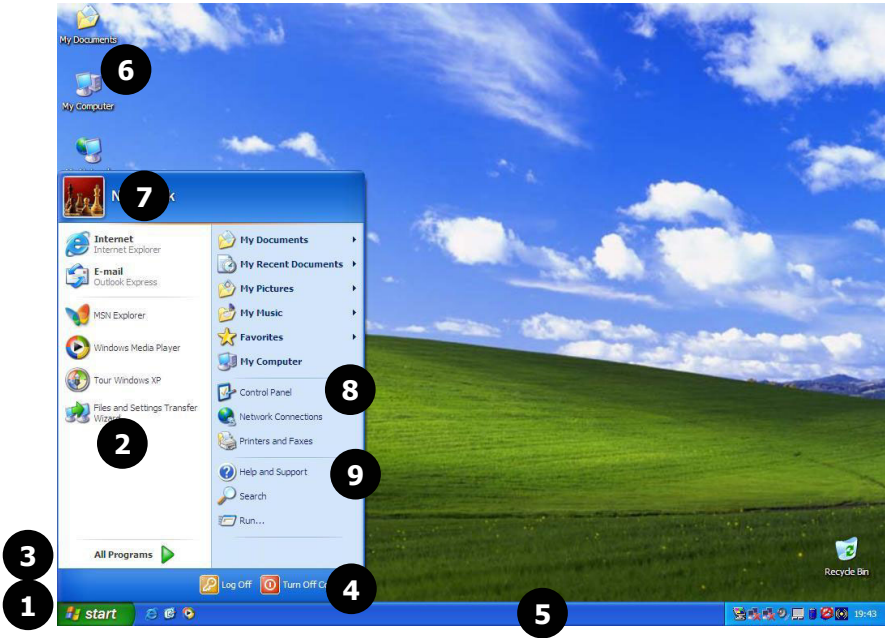 My Documents
6
My Computer
7
Internet
Internet Explorer
E-mail
Outlook Express
MSN Explorer
Windows Media Player
Tour Windows XP
Files and Settings Transfer
2
All Programs
My Documents
My Recent Documents
My Pictures
My Music
Favorites
My Computer
Control Panel
8
Network Connections
Printers and Faxes
Help and Support
9
Search
Run...
3
Recycle Bin
Log Off
Turn Off
4
1
start
5
19:43